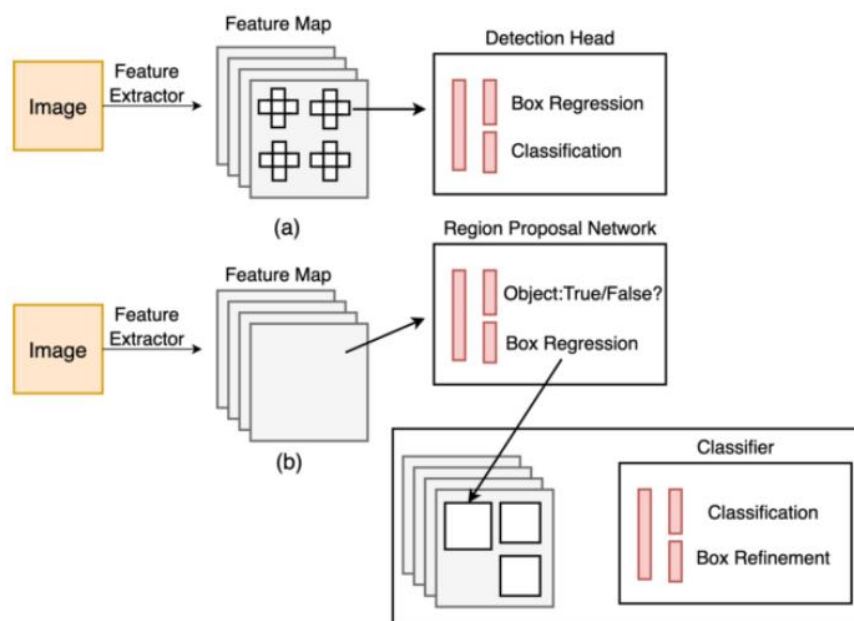 Feature Map
Detection Head
Image
Feature
Extractor
Box Regression
Classification
(a)
Region Proposal Network
Feature Map
Image
Feature
Extractor
Object:True/False?
Box Regression
(b)
Classifier
Classification
Box Refinement